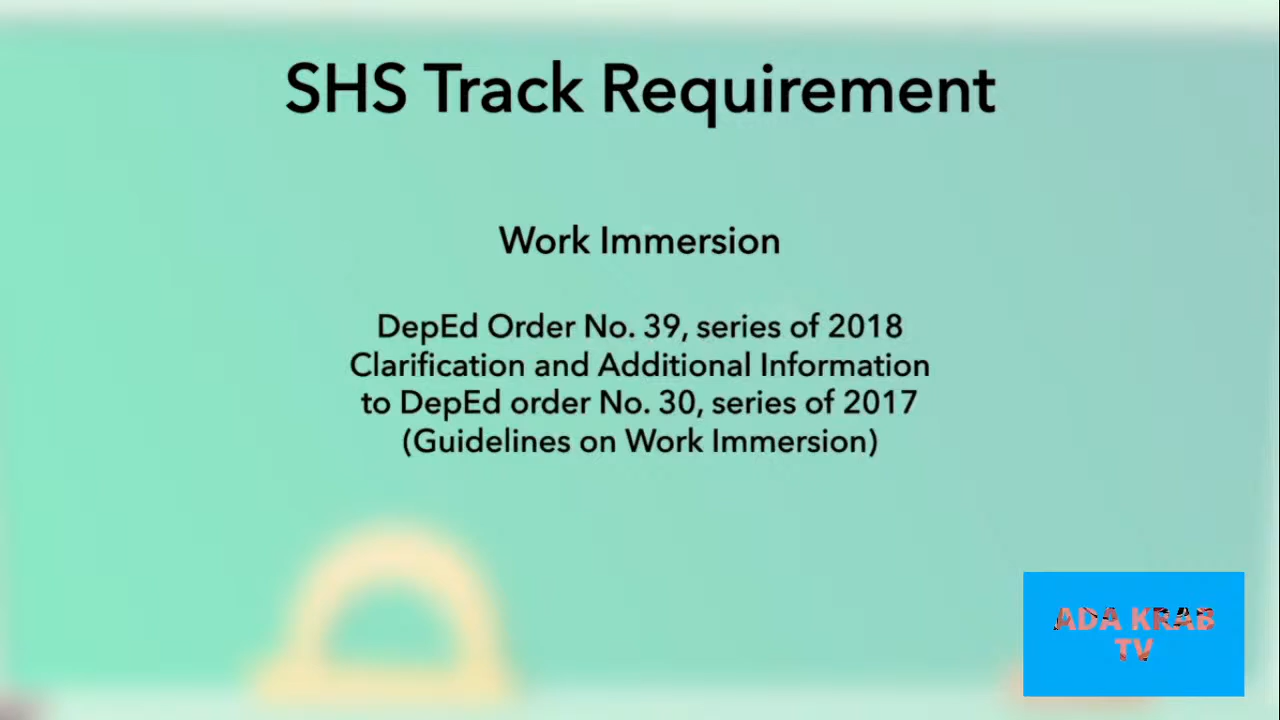 SHS Track Requirement
Work Immersion
DepEd Order No. 39, series of 2018
Clarification and Additional Information
to DepEd order No. 30, series of 2017
(Guidelines on Work Immersion)
ADA KRAB
TV